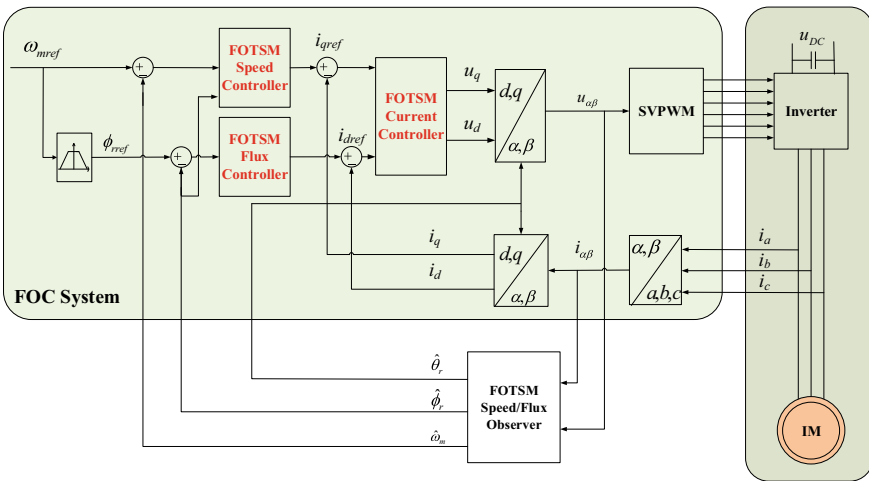 ω_mref
FOTSM
Speed
Controller
i_qref
FOTSM
Current
Controller
u_q
u_d
d,q
α,β
u_αβ
SVPWM
u_DC
Inverter
ϕ_rref
FOTSM
Flux
Controller
i_dref
i_q
i_d
d,q
α,β
i_αβ
α,β
a,b,c
i_a
i_b
i_c
FOC System
θ̂_r
ϕ̂_r
ω̂_m
FOTSM
Speed/Flux
Observer
IM